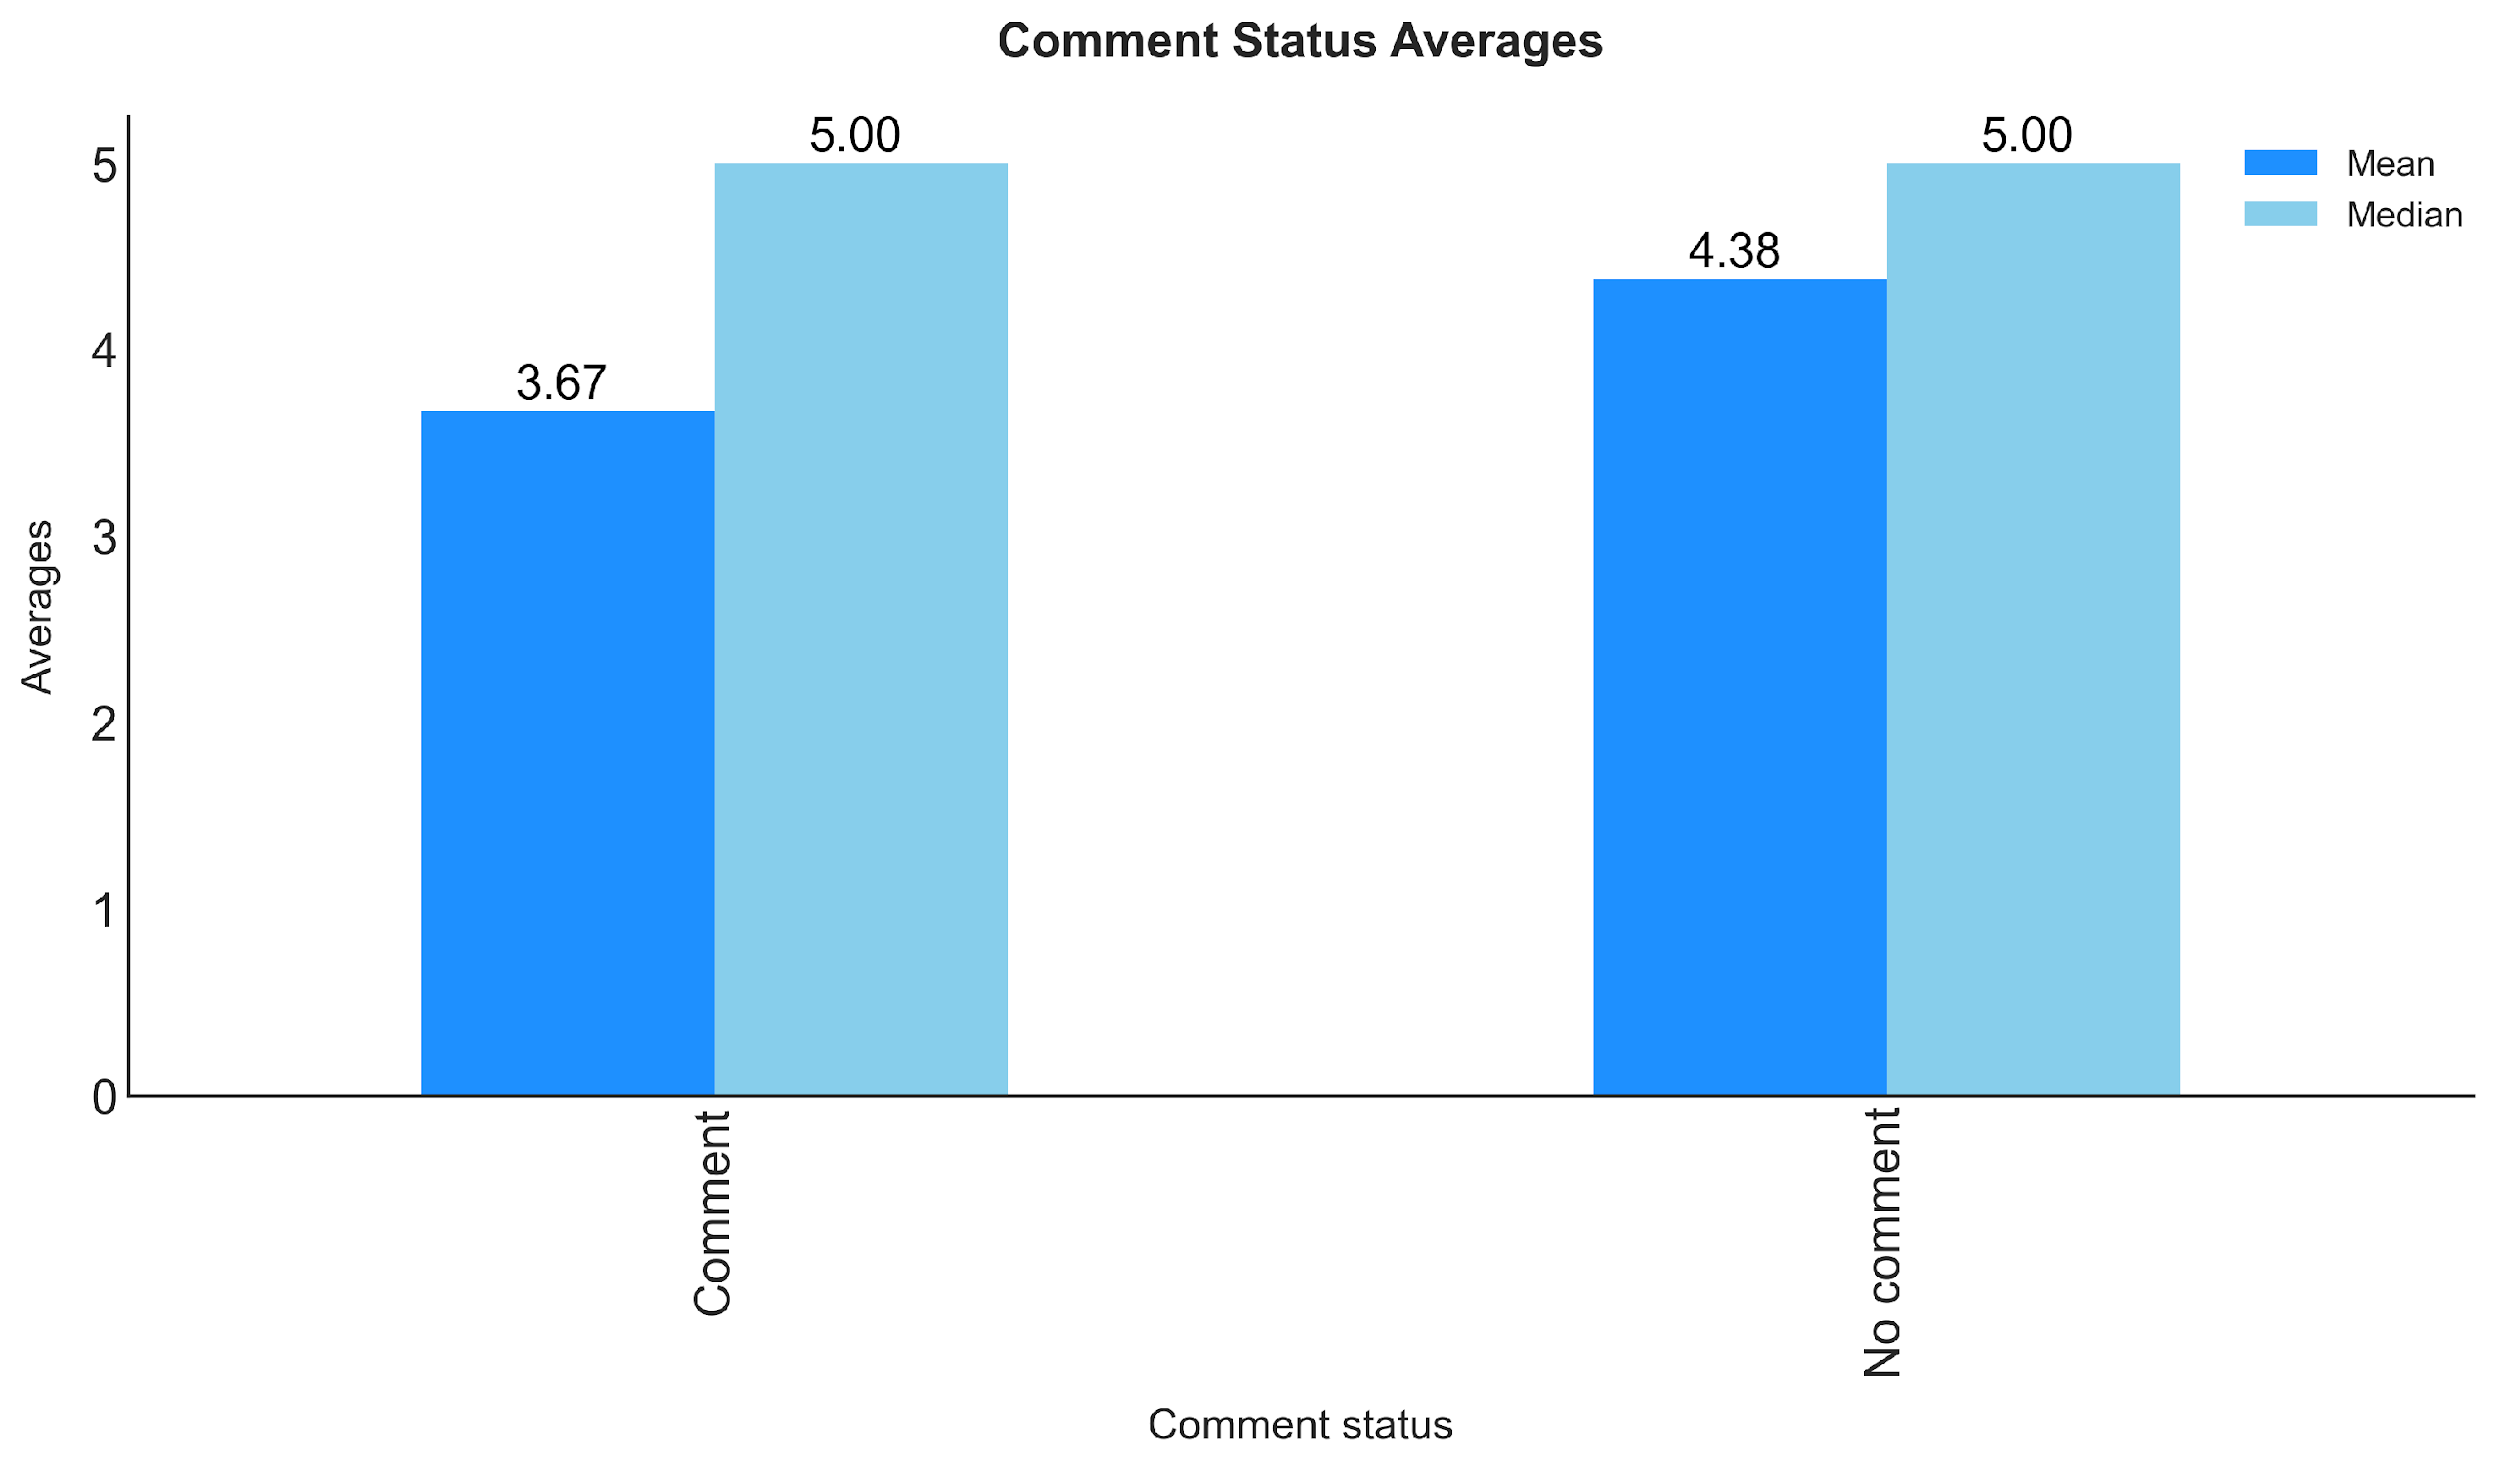 Comment Status Averages
5.00
5.00
Mean
Median
4.38
3.67
5
4
3
2
1
0
Averages
Comment
No comment
Comment status